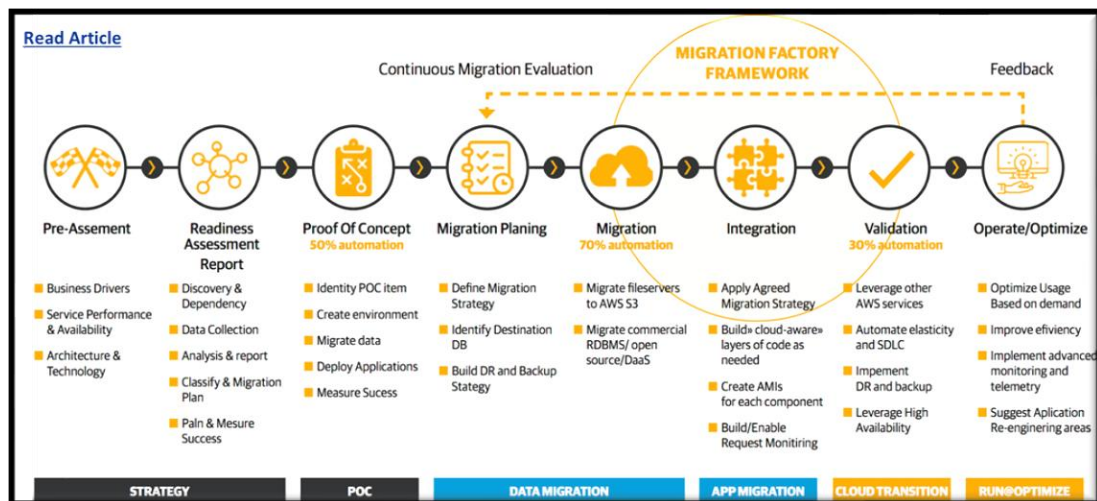 Read Article
MIGRATION FACTORY
FRAMEWORK
Continuous Migration Evaluation
Feedback
Pre-Assement
Business Drivers
Service Performance
& Availability
Architecture &
Technology
Readiness
Assessment
Report
Discovery &
Dependency
Data Collection
Analysis & report
Classify & Migration
Plan
Paln & Mesure
Success
Proof Of Concept
50% automation
Identity POC item
Create environment
Migrate data
Deploy Applications
Measure Sucess
Migration Planing
Define Migration
Strategy
Identify Destination
DB
Build DR and Backup
Stategy
Migration
70% automation
Migrate fileservers
to AWS S3
Migrate commercial
RDBMS/ open
source/DaaS
Integration
Apply Agreed
Migration Strategy
Build» cloud-aware»
layers of code as
needed
Create AMIs
for each component
Build/Enable
Request Monitiring
Validation
30% automation
Leverage other
AWS services
Automate elasticity
and SDLC
Impement
DR and backup
Leverage High
Availability
Operate/Optimize
Optimize Usage
Based on demand
Improve efiviency
Implement advanced
monitoring and
telemetry
Suggest Aplication
Re-enginering areas
STRATEGY
POC
DATA MIGRATION
APP MIGRATION
CLOUD TRANSITION
RUN@OPTIMIZE